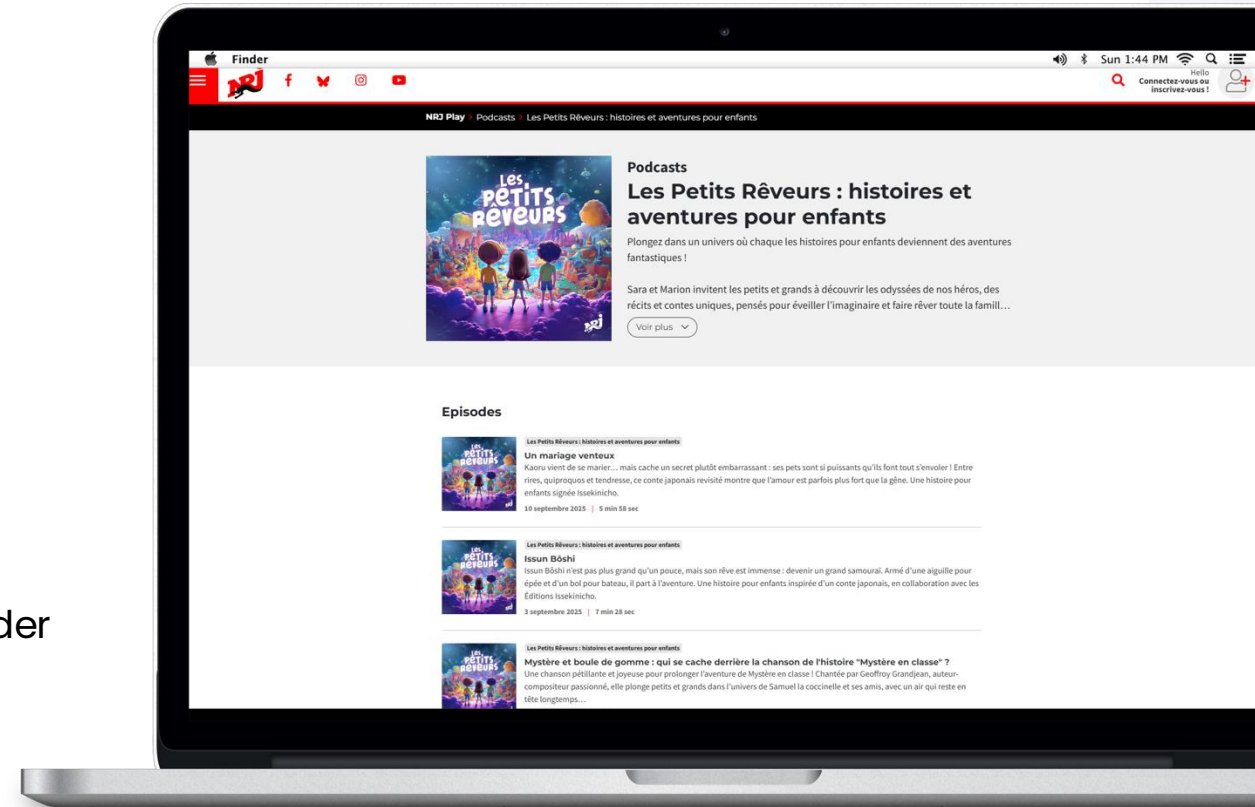 Finder
Sun 1:44 PM
NRJ
Hello
Connectez-vous ou
inscrivez-vous !
NRJ Play > Podcasts > Les Petits Rêveurs : histoires et aventures pour enfants
LES
PETITS
RÊVEURS
NRJ
Podcasts
Les Petits Rêveurs : histoires et
aventures pour enfants
Plongez dans un univers où chaque les histoires pour enfants deviennent des aventures
fantastiques !
Sara et Marion invitent les petits et grands à découvrir les odyssées de nos héros, des
récits et contes uniques, pensés pour éveiller l'imaginaire et faire rêver toute la famill...
Voir plus
Episodes
LES
PETITS
RÊVEURS
Les Petits Rêveurs : histoires et aventures pour enfants
Un mariage venteux
Kaoru vient de se marier... mais cache un secret plutôt embarrassant : ses pets sont si puissants qu'ils font tout s'envoler ! Entre
rires, quiproquos et tendresse, ce conte japonais revisité montre que l'amour est parfois plus fort que la gêne. Une histoire pour
enfants signée Issekinicho.
10 septembre 2025 | 5 min 58 sec
LES
PETITS
RÊVEURS
Les Petits Rêveurs : histoires et aventures pour enfants
Issun Bôshi
Issun Bôshi n'est pas plus grand qu'un pouce, mais son rêve est immense : devenir un grand samouraï. Armé d'une aiguille pour
épée et d'un bol pour bateau, il part à l'aventure. Une histoire pour enfants inspirée d'un conte japonais, en collaboration avec les
Éditions Issekinicho.
3 septembre 2025 | 7 min 28 sec
LES
PETITS
RÊVEURS
Les Petits Rêveurs : histoires et aventures pour enfants
Mystère et boule de gomme : qui se cache derrière la chanson de l'histoire "Mystère en classe" ?
Une chanson pétillante et joyeuse pour prolonger l'aventure de Mystère en classe ! Chantée par Geoffroy Grandjean, auteur-
compositeur passionné, elle plonge petits et grands dans l'univers de Samuel la coccinelle et ses amis, avec un air qui reste en
tête longtemps...
der